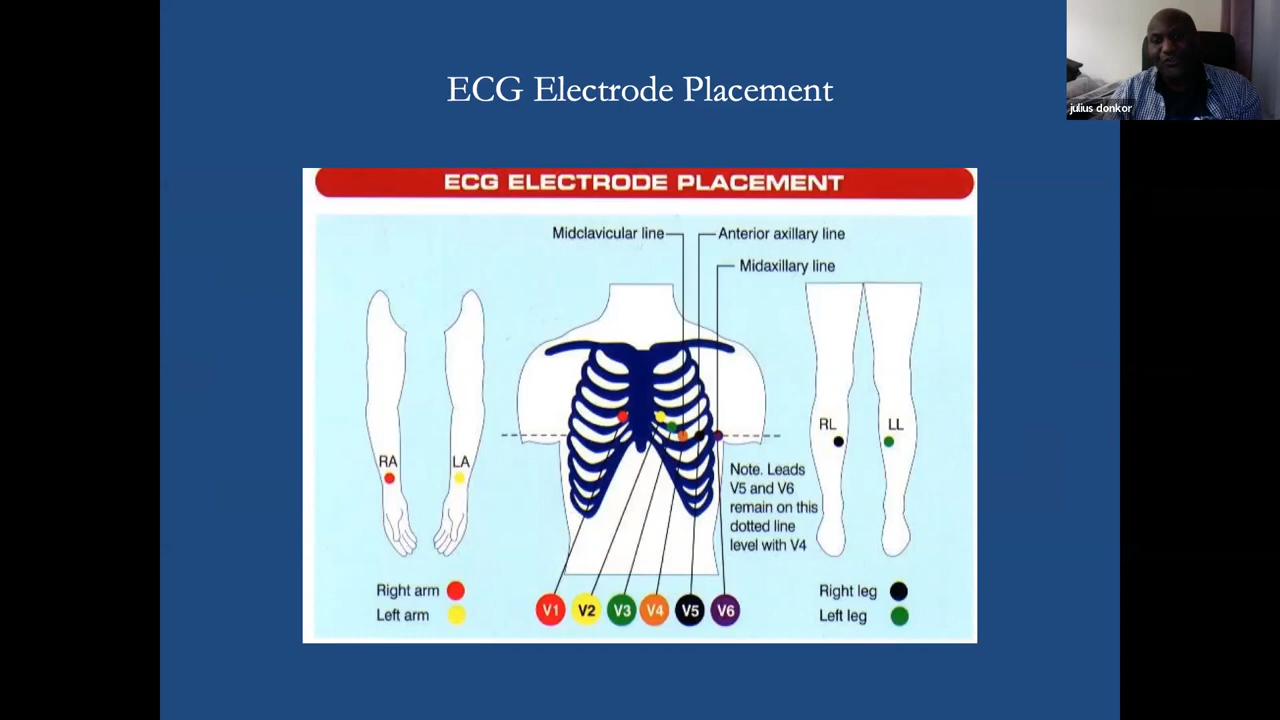 ECG Electrode Placement
julius donkor
ECG ELECTRODE PLACEMENT
Midclavicular line
Anterior axillary line
Midaxillary line
RA
LA
RL
LL
Note. Leads
V5 and V6
remain on this
dotted line
level with V4
Right arm
Left arm
V1 V2 V3 V4 V5 V6
Right leg
Left leg